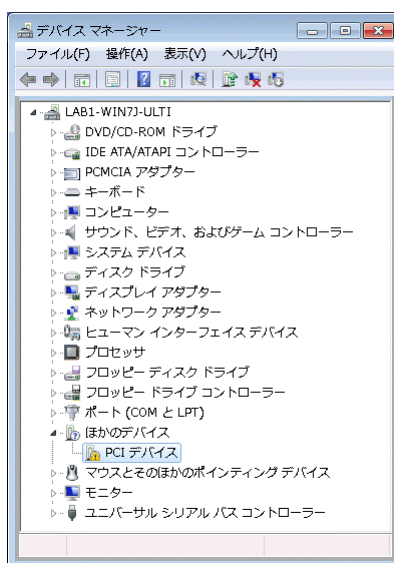 デバイス マネージャー
ファイル(F) 操作(A) 表示(V) ヘルプ(H)
LAB1-WIN7J-ULTI
DVD/CD-ROM ドライブ
IDE ATA/ATAPI コントローラー
PCMCIA アダプター
キーボード
コンピューター
サウンド、ビデオ、およびゲーム コントローラー
システム デバイス
ディスク ドライブ
ディスプレイ アダプター
ネットワーク アダプター
ヒューマン インターフェイス デバイス
プロセッサ
フロッピー ディスク ドライブ
フロッピー ドライブ コントローラー
ポート (COM と LPT)
ほかのデバイス
PCI デバイス
マウスとそのほかのポインティング デバイス
モニター
ユニバーサル シリアル バス コントローラー